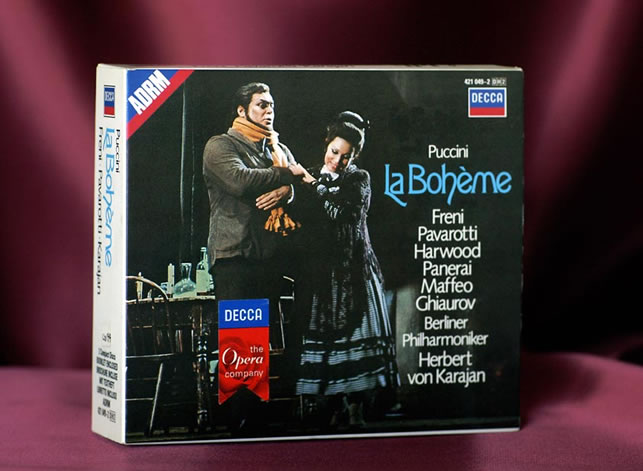 Puccini
La Bohème
Freni Pavarotti Karajan
DECCA
ADRM
421 049-2
DECCA
Puccini
La Bohème
Freni
Pavarotti
Harwood
Panerai
Maffeo
Ghiaurov
Berliner
Philharmoniker
Herbert
von Karajan
DECCA
the
Opera
company